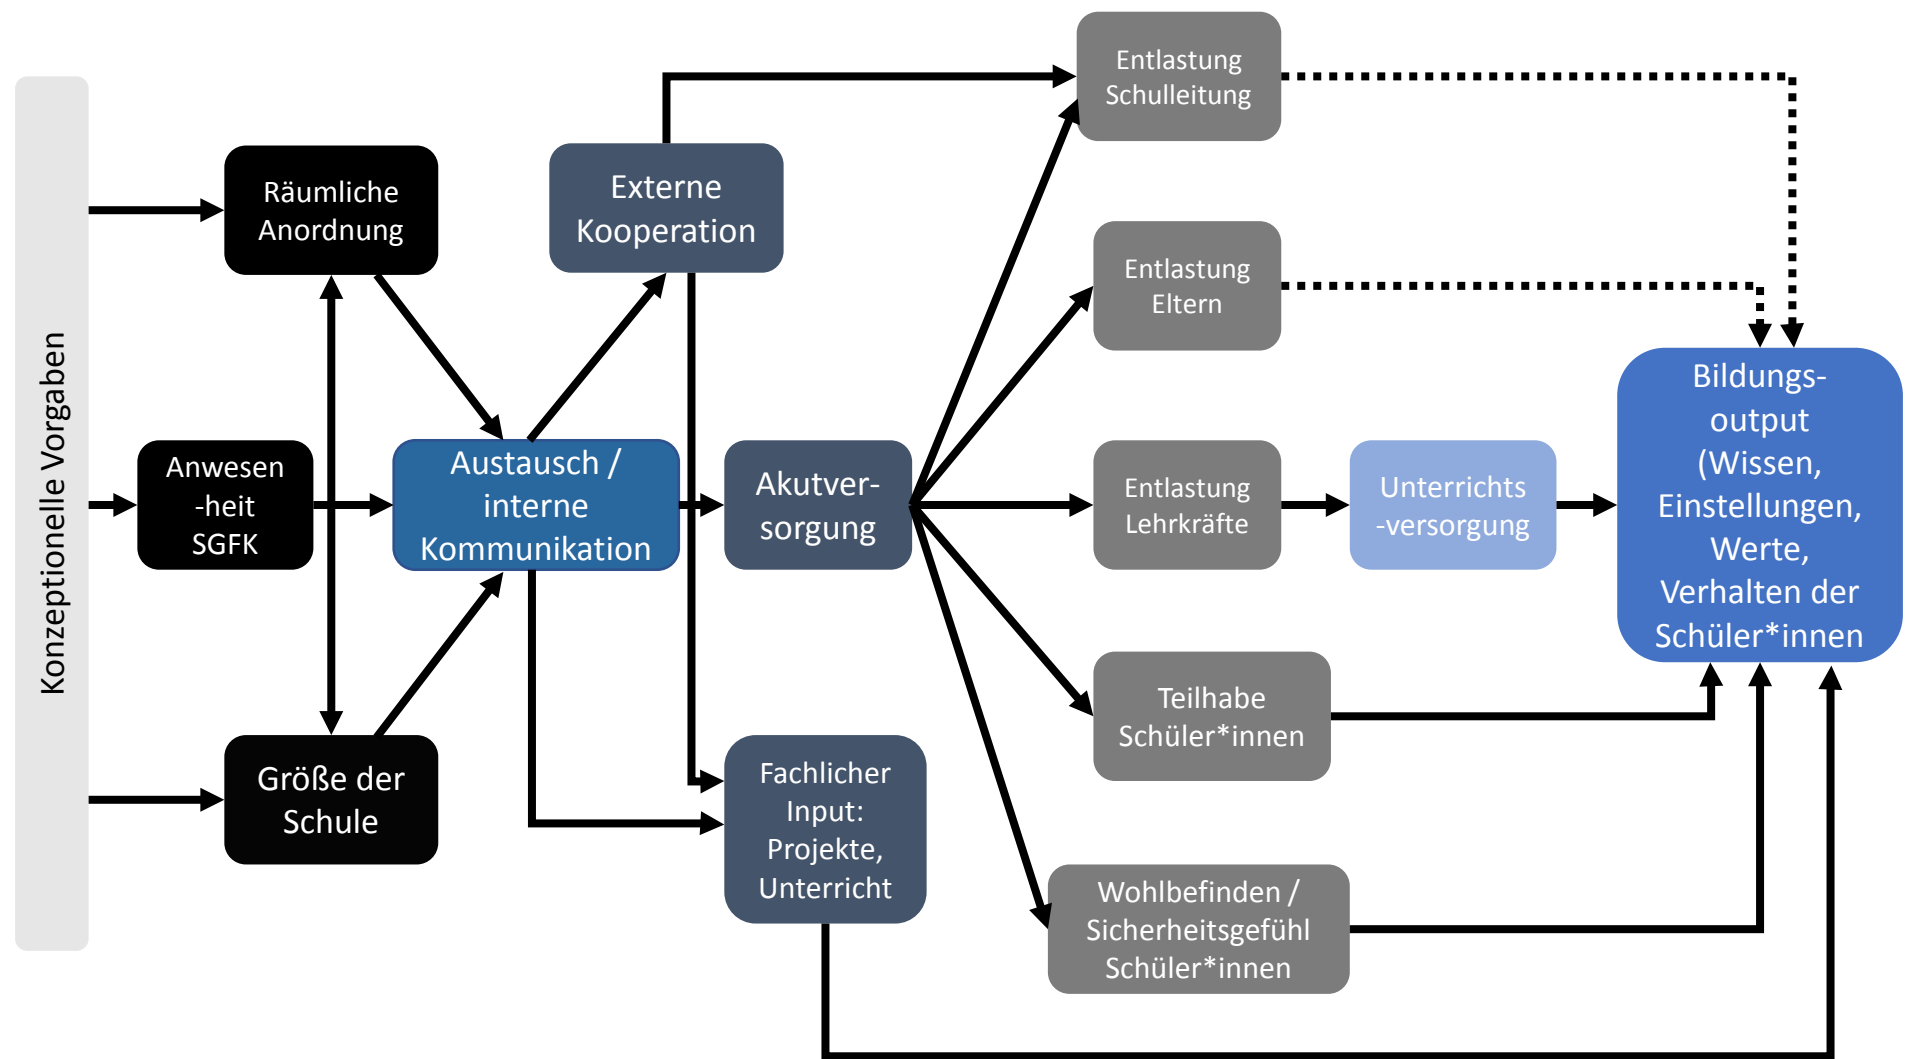 Konzeptionelle Vorgaben
Räumliche
Anordnung
Anwesen
-heit
SGFK
Größe der
Schule
Austausch /
interne
Kommunikation
Externe
Kooperation
Akutver-
sorgung
Fachlicher
Input:
Projekte,
Unterricht
Entlastung
Schulleitung
Entlastung
Eltern
Entlastung
Lehrkräfte
Teilhabe
Schüler*innen
Wohlbefinden /
Sicherheitsgefühl
Schüler*innen
Unterrichts
-versorgung
Bildungs-
output
(Wissen,
Einstellungen,
Werte,
Verhalten der
Schüler*innen